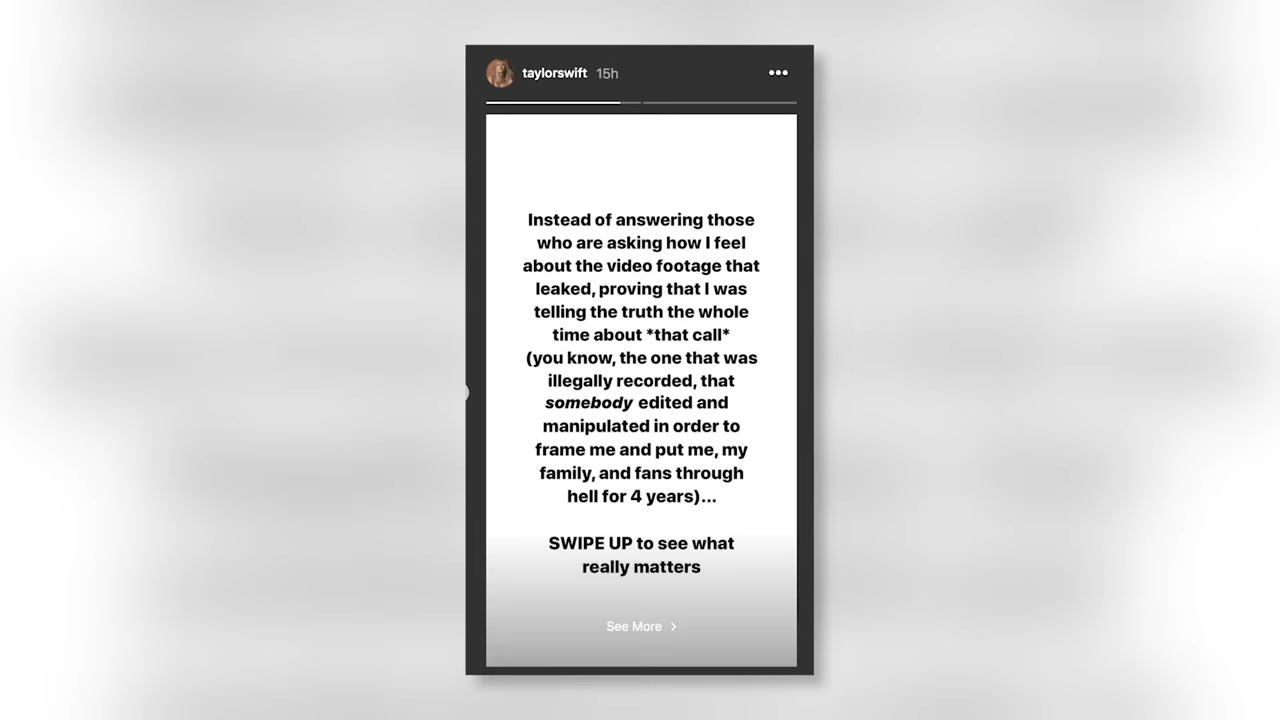 taylorswift 15h
Instead of answering those
who are asking how I feel
about the video footage that
leaked, proving that I was
telling the truth the whole
time about *that call*
(you know, the one that was
illegally recorded, that
somebody edited and
manipulated in order to
frame me and put me, my
family, and fans through
hell for 4 years)...
SWIPE UP to see what
really matters
See More